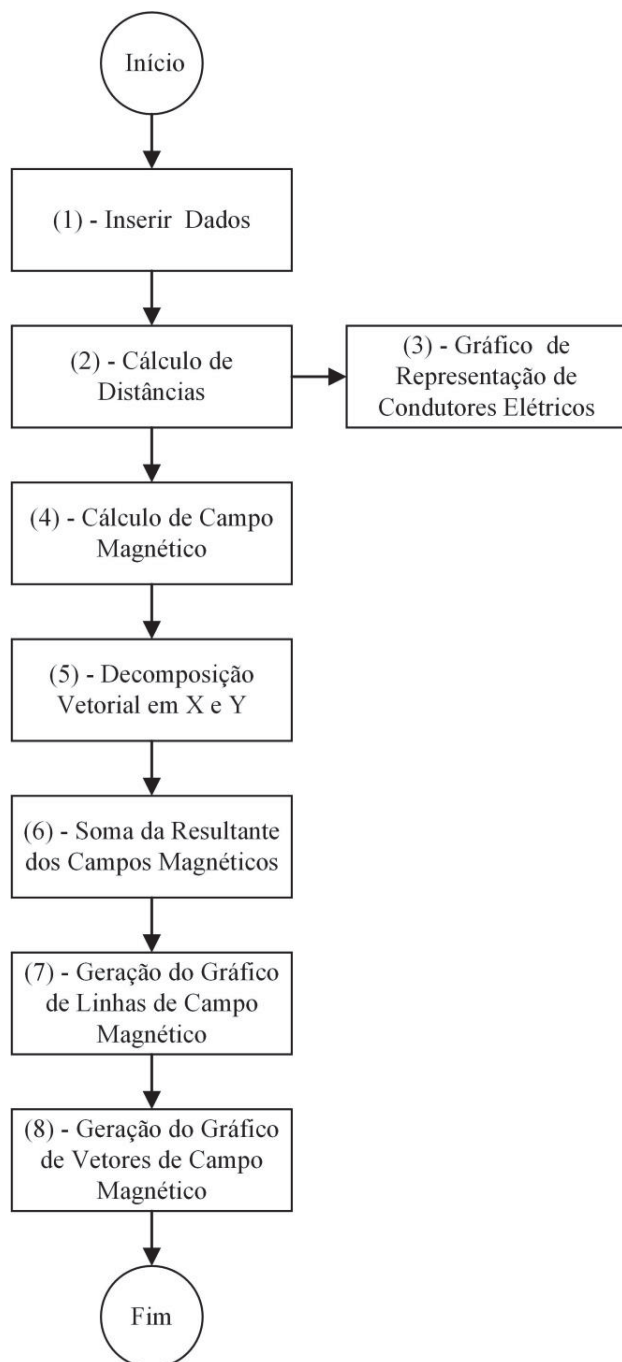 Início
(1) - Inserir Dados
(2) - Cálculo de
Distâncias
(3) - Gráfico de
Representação de
Condutores Elétricos
(4) - Cálculo de Campo
Magnético
(5) - Decomposição
Vetorial em X e Y
(6) - Soma da Resultante
dos Campos Magnéticos
(7) - Geração do Gráfico
de Linhas de Campo
Magnético
(8) - Geração do Gráfico
de Vetores de Campo
Magnético
Fim